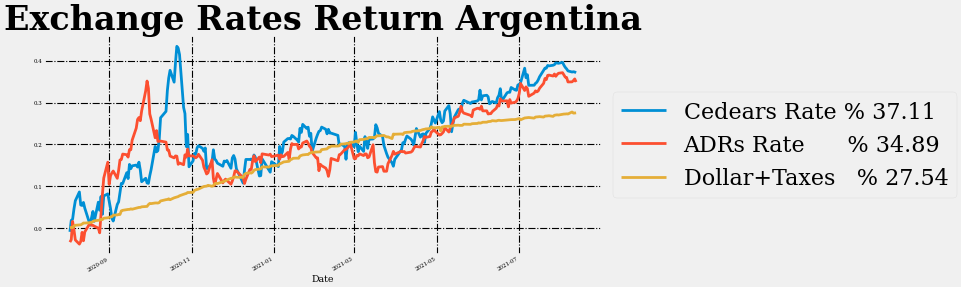 Exchange Rates Return Argentina
0.4
0.3
0.2
0.1
0.0
2020-09
2020-11
2021-01
2021-03
2021-05
2021-07
Date
Cedears Rate % 37.11
ADRs Rate % 34.89
Dollar+Taxes % 27.54